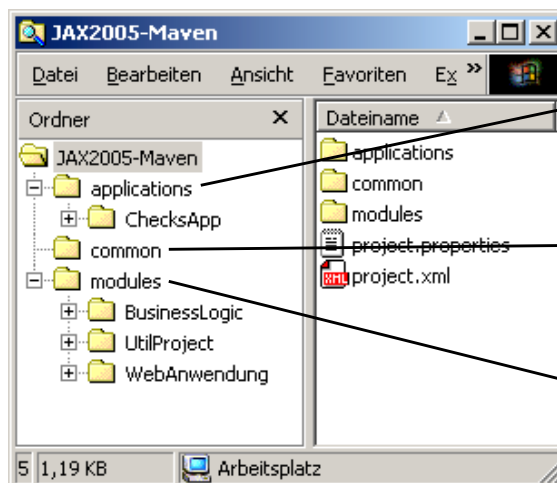 JAX2005-Maven
Datei Bearbeiten Ansicht Favoriten Ex »
Ordner
JAX2005-Maven
applications
ChecksApp
common
modules
BusinessLogic
UtilProject
WebAnwendung
Dateiname
applications
common
modules
project.properties
XML project.xml
5 1,19 KB Arbeitsplatz